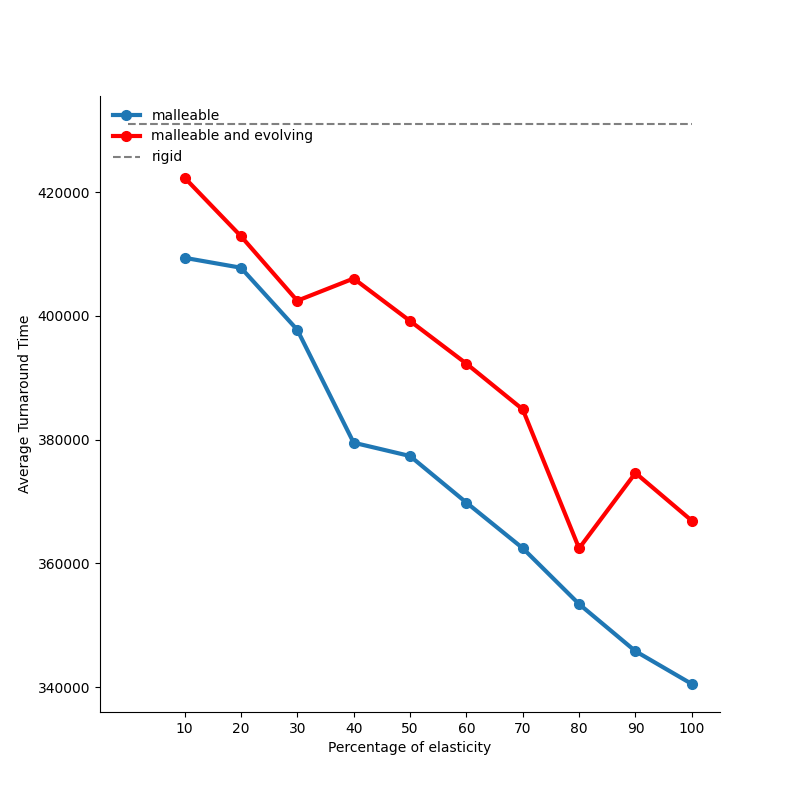 malleable
malleable and evolving
rigid
420000
400000
380000
360000
340000
Average Turnaround Time
10 20 30 40 50 60 70 80 90 100
Percentage of elasticity